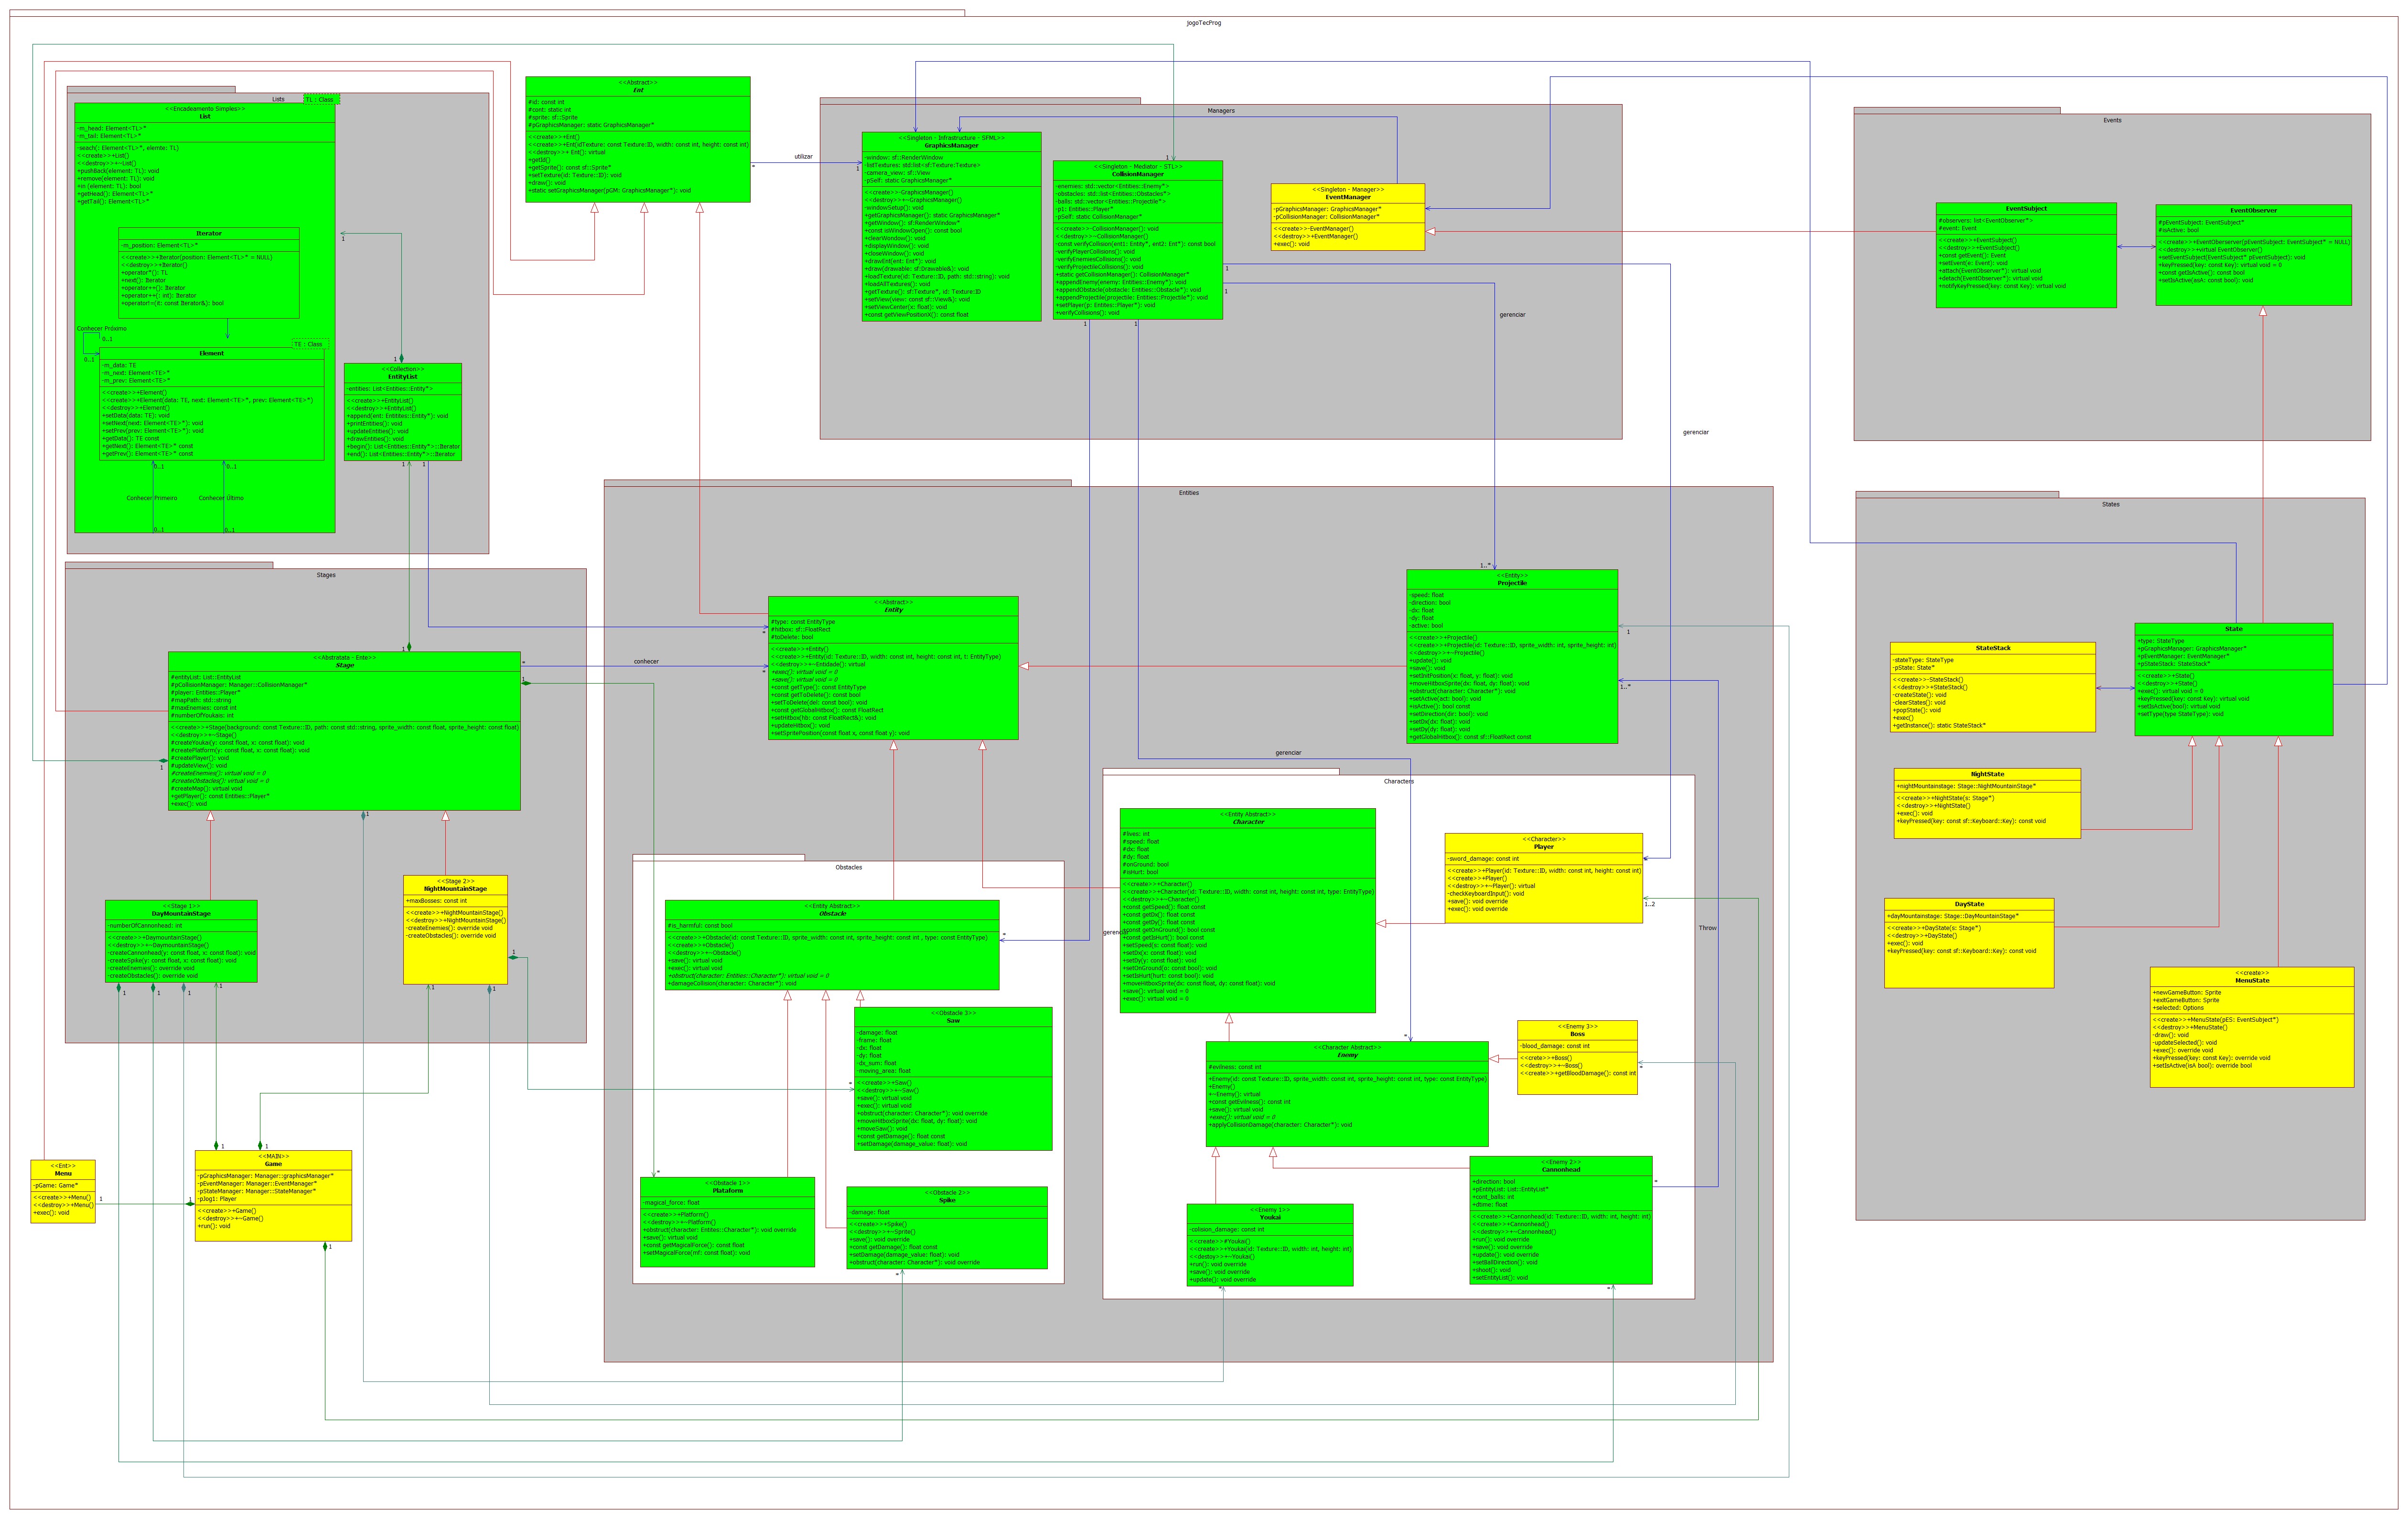 jogoTecProg
Lists
TL : Class
<<Encadeamento Simples>>
List
-m_head: Element<TL>*
-m_tail: Element<TL>*
-seach(: Element<TL>*, elemte: TL)
<<create>>+List()
<<destroy>>+~List()
+pushBack(element: TL): void
+remove(element: TL): void
+in (element: TL): bool
+getHead(): Element<TL>*
+getTail(): Element<TL>*
Iterator
-m_position: Element<TL>*
<<create>>+Iterator(position: Element<TL>* = NULL)
<<destroy>>+Iterator()
+operator*(): TL
+next(): Iterator
+operator++(): Iterator
+operator++(: int): Iterator
+operator!=(it: const Iterator&): bool
Conhecer Próximo
0..1
0..1
TE : Class
Element
-m_data: TE
-m_next: Element<TE>*
-m_prev: Element<TE>*
<<create>>+Element()
<<create>>+Element(data: TE, next: Element<TE>*, prev: Element<TE>*)
<<destroy>>+Element()
+setData(data: TE): void
+setNext(next: Element<TE>*): void
+setPrev(prev: Element<TE>*): void
+getData(): TE const
+getNext(): Element<TE>* const
+getPrev(): Element<TE>* const
0..1
0..1
Conhecer Primeiro
Conhecer Último
0..1
0..1
1
1
<<Collection>>
EntityList
-entities: List<Entities::Entity*>
<<create>>+EntityList()
<<destroy>>+EntityList()
+append(ent: Entitites::Entity*): void
+printEntities(): void
+updateEntities(): void
+drawEntities(): void
+begin(): List<Entities::Entity*>::Iterator
+end(): List<Entities::Entity*>::Iterator
1
1
<<Abstract>>
Ent
#id: const int
#cont: static int
#sprite: sf::Sprite
#pGraphicsManager: static GraphicsManager*
<<create>>+Ent()
<<create>>+Ent(idTexture: const Texture:ID, width: const int, height: const int)
<<destroy>>+ Ent(): virtual
+getId()
+getSprite(): const sf::Sprite*
+setTexture(id: Texture::ID): void
+draw(): void
+static setGraphicManager(pGM: GraphicsManager*): void
utilizar
*
1
Managers
<<Singleton - Infrastructure - SFML>>
GraphicsManager
-window: sf::RenderWindow
-listTextures: std:list<sf:Texture:Texture>
-camera_view: sf::View
-pSelf: static GraphicsManager*
<<create>>-GraphicsManager()
<<destroy>>+~GraphicsManager()
-windowSetup(): void
+getGraphicsManager(): static GraphicsManager*
+getWindow(): sf:RenderWindow*
+const isWindowOpen(): const bool
+clearWondow(): void
+displayWindow(): void
+closeWindow(): void
+drawEnt(ent: Ent*): void
+draw(drawable: sf:Drawable&): void
+loadTexture(id: Texture::ID, path: std::string): void
+loadAllTextures(): void
+getTexture(): sf:Texture*, id: Texture:ID
+setView(view: const sf::View&): void
+setViewCenter(x: float): void
+const getViewPositionX(): const float
1
<<Singleton - Mediator - STL>>
CollisionManager
-enemies: std::vector<Entities::Enemy*>
-obstacles: std::list<Entities::Obstacles*>
-balls: std::vector<Entities::Projectile*>
-p1: Entities::Player*
-pSelf: static CollisionManager*
<<create>>-CollisionManager(): void
<<destroy>>-~CollisionManager()
-const verifyCollision(ent1: Entity*, ent2: Ent*): const bool
-verifyPlayerCollisions(): void
-verifyEnemiesCollisions(): void
-verifyProjectileCollisions(): void
+static getCollisionManager(): CollisionManager*
+appendEnemy(enemy: Entities::Enemy*): void
+appendObstacle(obstacle: Entities::Obstacle*): void
+appendProjectile(projectile: Entities::Projectile*): void
+setPlayer(p: Entities::Player*): void
+verifyCollisions(): void
1
1
1
1
<<Singleton - Manager>>
EventManager
-pGraphicsManager: GraphicsManager*
-pCollisionManager: CollisionManager*
<<create>>-EventManager()
<<destroy>>+EventManager()
+exec(): void
gerenciar
gerenciar
Events
EventSubject
#observers: list<EventObserver*>
#event: Event
<<create>>+EventSubject()
<<destroy>>+EventSubject()
+const getEvent(): Event
+setEvent(e: Event): void
+attach(EventObserver*): virtual void
+detach(EventObserver*): virtual void
+notifyKeyPressed(key: const Key): virtual void
EventObserver
#pEventSubject: EventSubject*
#isActive: bool
<<create>>+EventOberserver(pEventSubject: EventSubject* = NULL)
<<destroy>>+virtual EventObserver()
+setEventSubject(EventSubject* pEventSubject): void
+keyPressed(key: const Key): virtual void = 0
+const getIsActive(): const bool
+setIsActive(isA: const bool): void
Stages
<<Abstratata - Ente>>
Stage
#entityList: List::EntityList
#pCollisionManager: Manager::CollisionManager*
#player: Entities::Player*
#mapPath: std::string
#maxEnemies: const int
#numberOfYoukais: int
<<create>>+Stage(background: const Texture::ID, path: const std::string, sprite_width: const float, sprite_height: const float)
<<destroy>>+~Stage()
#createYoukai(y: const float, x: const float): void
#createPlatform(y: const float, x: const float): void
#createPlayer(): void
#updateView(): void
#createEnemies(): virtual void = 0
#createObstacles(): virtual void = 0
#createMap(): virtual void
+getPlayer(): const Entities::Player*
+exec(): void
1
1
*
1
1
conhecer
<<Stage 1>>
DayMountainStage
-numberOfCannonhead: int
<<create>>+DaymountainStage()
<<destroy>>+~DaymountainStage()
-createCannonhead(y: const float, x: const float): void
-createSpike(y: const float, x: const float): void
-createEnemies(): override void
-createObstacles(): override void
1
1
1
1
<<Stage 2>>
NightMountainStage
+maxBosses: const int
<<create>>+NightMountainStage()
<<destroy>>+NightMountainStage()
-createEnemies(): override void
-createObstacles(): override void
1
1
1
Entities
<<Abstract>>
Entity
#type: const EntityType
#hitbox: sf::FloatRect
#toDelete: bool
<<create>>+Entity()
<<create>>+Entity(id: Texture::ID, width: const int, height: const int, t: EntityType)
<<destroy>>+~Entidade(): virtual
+exec(): virtual void = 0
+save(): virtual void = 0
+const getType(): const EntityType
+const getToDelete(): const bool
+setToDelete(del: const bool): void
+const getGlobalHitbox(): const FloatRect
+setHitbox(hb: const FloatRect&): void
+updateHitbox(): void
+setSpritePosition(const float x, const float y): void
*
*
1..*
<<Entity>>
Projectile
-speed: float
-direction: bool
-dx: float
-dy: float
-active: bool
<<create>>+Projectile()
<<create>>+Projectile(id: Texture::ID, sprite_width: int, sprite_height: int)
<<destroy>>+~Projectile()
+update(): void
+save(): void
+setInitPosition(x: float, y: float): void
+moveHitboxSprite(dx: float, dy: float): void
+obstruct(character: Character*): void
+setActive(act: bool): void
+isActive(): bool const
+setDirection(dir: bool): void
+setDx(dx: float): void
+setDy(dy: float): void
+getGlobalHitbox(): const sf::FloatRect const
1
1..*
Obstacles
<<Entity Abstract>>
Obstacle
#is_harmful: const bool
<<create>>+Obstacle(id: const Texture::ID, sprite_width: const int, sprite_height: const int , type: const EntityType)
<<create>>+Obstacle()
<<destroy>>+~Obstacle()
+save(): virtual void
+exec(): virtual void
+obstruct(character: Entities::Character*): virtual void = 0
+damageCollision(character: Character*): void
*
gerenciar
<<Obstacle 3>>
Saw
-damage: float
-frame: float
-dx: float
-dy: float
-dx_sum: float
-moving_area: float
<<create>>+Saw()
<<destroy>>+~Saw()
+save(): virtual void
+exec(): virtual void
+obstruct(character: Character*): void override
+moveHitboxSprite(dx: float, dy: float): void
+moveSaw(): void
+const getDamage(): float const
+setDamage(damage_value: float): void
*
*
<<Obstacle 1>>
Plataform
-magical_force: float
<<create>>+Platform()
<<destroy>>+~Platform()
+obstruct(character: Entites::Character*): void override
+save(): virtual void
+const getMagicalForce(): const float
+setMagicalForce(mf: const float): void
<<Obstacle 2>>
Spike
-damage: float
<<create>>+Spike()
<<destroy>>+~Sprite()
+save(): void override
+const getDamage(): float const
+setDamage(damage_value: float): void
+obstruct(character: Character*): void override
*
gerenciar
Characters
<<Entity Abstract>>
Character
#lives: int
#speed: float
#dx: float
#dy: float
#onGround: bool
#isHurt: bool
<<create>>+Character()
<<create>>+Character(id: Texture::ID, width: const int, height: const int, type: EntityType)
<<destroy>>+~Character()
+const getSpeed(): float const
+const getDx(): float const
+const getDy(): float const
+const getOnGround(): bool const
+const getIsHurt(): bool const
+setSpeed(s: const float): void
+setDx(x: const float): void
+setDy(y: const float): void
+setOnGround(o: const bool): void
+setIsHurt(hurt: const bool): void
+moveHitboxSprite(dx: const float, dy: const float): void
+save(): virtual void = 0
+exec(): virtual void = 0
<<Character>>
Player
-sword_damage: const int
<<create>>+Player(id: Texture::ID, width: const int, height: const int)
<<create>>+Player()
<<destroy>>+~Player(): virtual
-checkKeyboardInput(): void
+save(): void override
+exec(): void override
1..2
Throw
*
<<Character Abstract>>
Enemy
#evilness: const int
+Enemy(id: const Texture::ID, sprite_width: const int, sprite_height: const int, type: const EntityType)
+Enemy()
+~Enemy(): virtual
+const getEvilness(): const int
+save(): virtual void
+exec(): virtual void = 0
+applyCollisionDamage(character: Character*): void
<<Enemy 3>>
Boss
-blood_damage: const int
<<crete>>+Boss()
<<destroy>>+~Boss()
<<create>>+getBloodDamage(): const int
*
<<Enemy 1>>
Youkai
-colision_damage: const int
<<create>>#Youkai()
<<create>>+Youkai(id: Texture::ID, width: int, height: int)
<<destroy>>+~Youkai()
+run(): void override
+save(): void override
+update(): void override
*
<<Enemy 2>>
Cannonhead
+direction: bool
+pEntityList: List::EntityList*
+cont_balls: int
+dtime: float
<<create>>+Cannonhead(id: Texture::ID, width: int, height: int)
<<create>>+Cannonhead()
<<destroy>>+~Cannonhead()
+run(): void override
+save(): void override
+update(): void override
+setBallDirection(): void
+shoot(): void
+setEntityList(): void
*
*
States
State
+type: StateType
+pGraphicsManager: GraphicsManager*
+pEventManager: EventManager*
+pStateStack: StateStack*
<<create>>+State()
<<destroy>>+State()
+exec(): virtual void = 0
+keyPressed(key: const Key): virtual void
+setIsActive(bool): virtual void
+setType(type StateType): void
StateStack
-stateType: StateType
-pState: State*
<<create>>-StateStack()
<<destroy>>+StateStack()
-createState(): void
-clearStates(): void
+popState(): void
+exec()
+getInstance(): static StateStack*
NightState
+nightMountainstage: Stage::NightMountainStage*
<<create>>+NightState(s: Stage*)
<<destroy>>+NightState()
+exec(): void
+keyPressed(key: const sf::Keyboard::Key): const void
DayState
+dayMountainstage: Stage::DayMountainStage*
<<create>>+DayState(s: Stage*)
<<destroy>>+DayState()
+exec(): void
+keyPressed(key: const sf::Keyboard::Key): const void
<<create>>
MenuState
+newGameButton: Sprite
+exitGameButton: Sprite
+selected: Options
<<create>>+MenuState(pES: EventSubject*)
<<destroy>>+MenuState()
-draw(): void
-updateSelected(): void
+exec(): override void
+keyPressed(key: const Key): override void
+setIsActive(isA bool): override bool
<<Ent>>
Menu
-pGame: Game*
<<create>>+Menu()
<<destroy>>+Menu()
+exec(): void
1
1
1
1
<<MAIN>>
Game
-pGraphicsManager: Manager::graphicsManager*
-pEventManager: Manager::EventManager*
-pStateManager: Manager::StateManager*
-pJog1: Player
<<create>>+Game()
<<destroy>>+~Game()
+run(): void
1